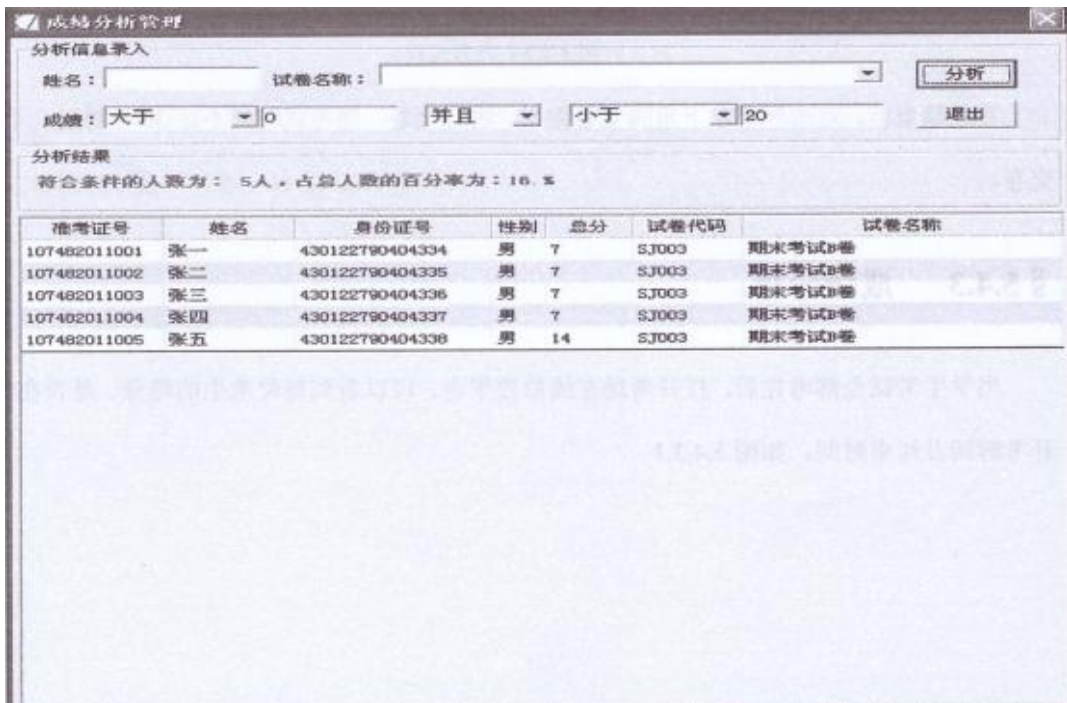 成绩分析管理
分析信息录入
姓名： 试卷名称： 分析
成绩： 大于 0 并且 小于 20 退出
分析结果
符合条件的人数为： 5人，占总人数的百分率为：16. %
准考证号 姓名 身份证号 性别 总分 试卷代码 试卷名称
107482011001 张一 430122790404334 男 7 SJ003 期末考试B卷
107482011002 张二 430122790404335 男 7 SJ003 期末考试B卷
107482011003 张三 430122790404336 男 7 SJ003 期末考试B卷
107482011004 张四 430122790404337 男 7 SJ003 期末考试B卷
107482011005 张五 430122790404338 男 14 SJ003 期末考试B卷